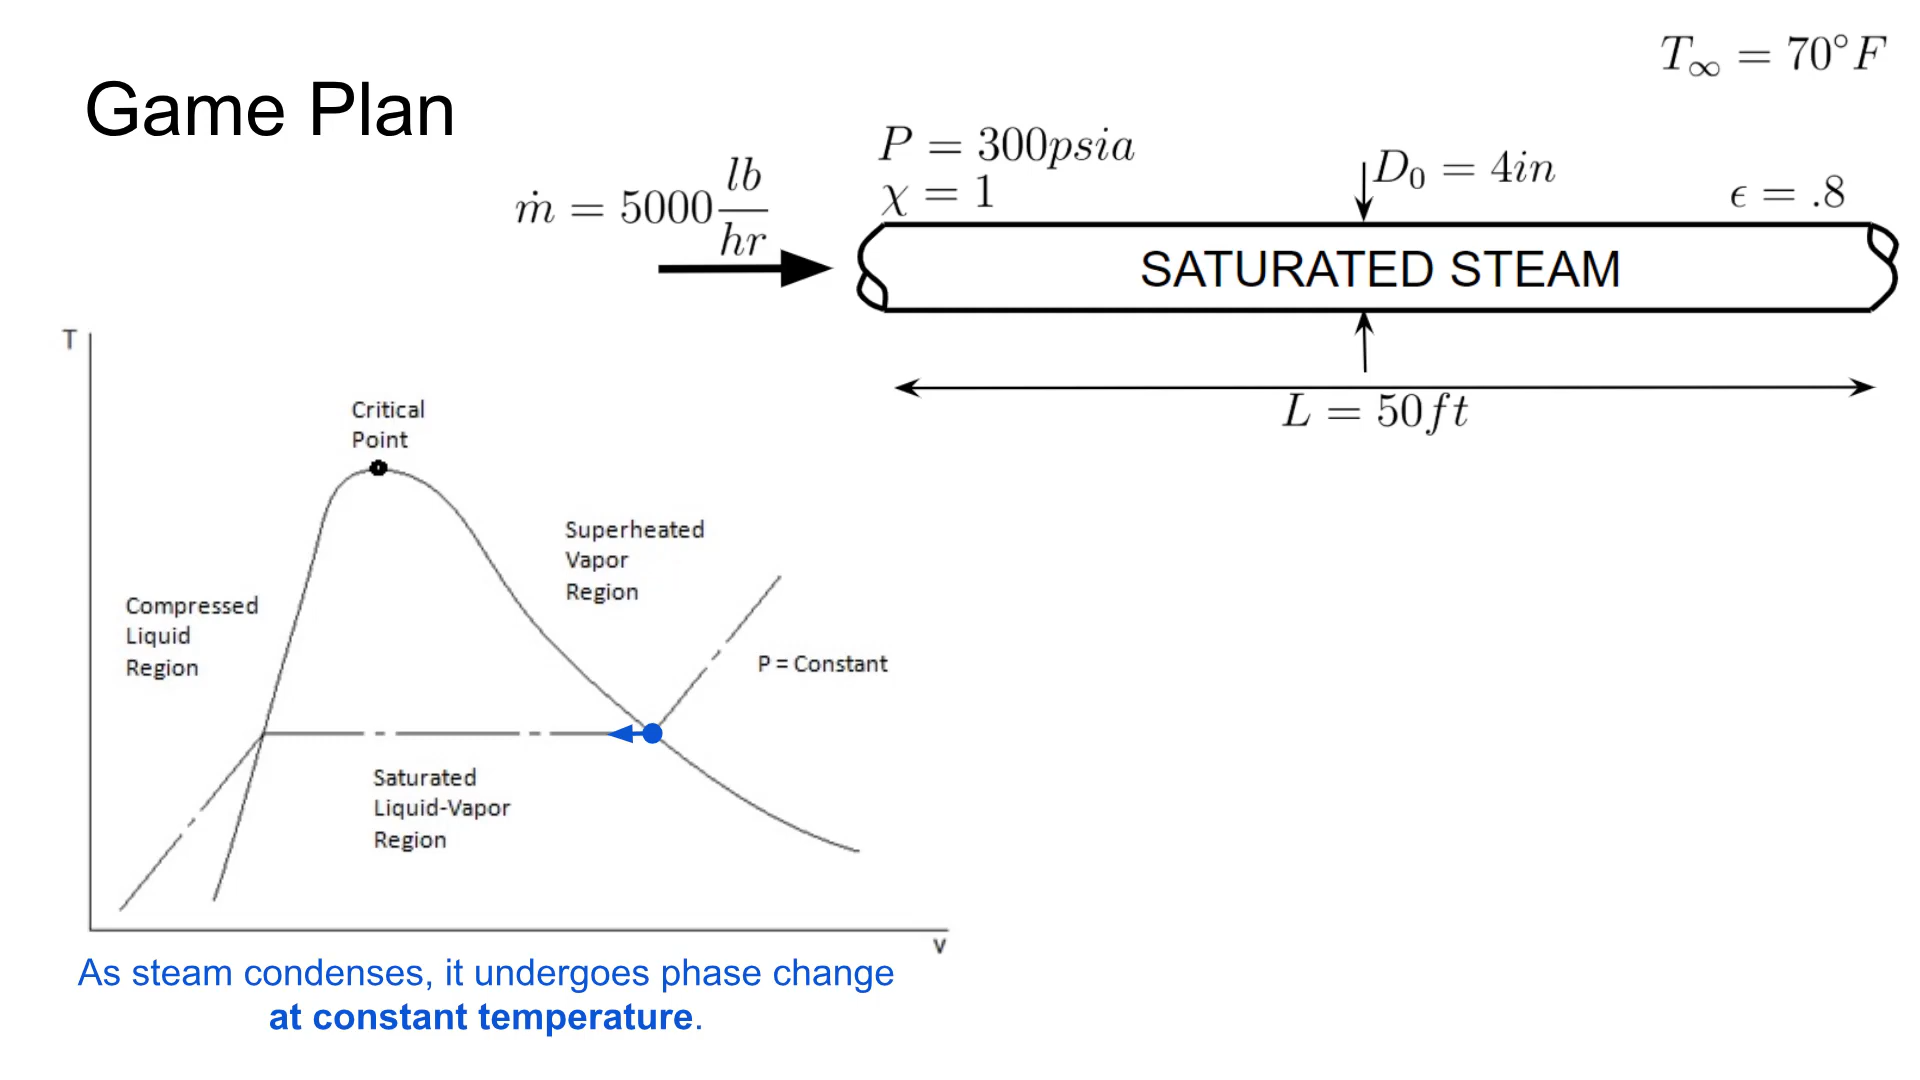 Game Plan
T∞ = 70°F
P = 300psia
χ = 1
ṁ = 5000 lb/hr
D₀ = 4in
ϵ = .8
SATURATED STEAM
L = 50ft
T
Critical
Point
Superheated
Vapor
Region
Compressed
Liquid
Region
P = Constant
Saturated
Liquid-Vapor
Region
v
As steam condenses, it undergoes phase change
at constant temperature.